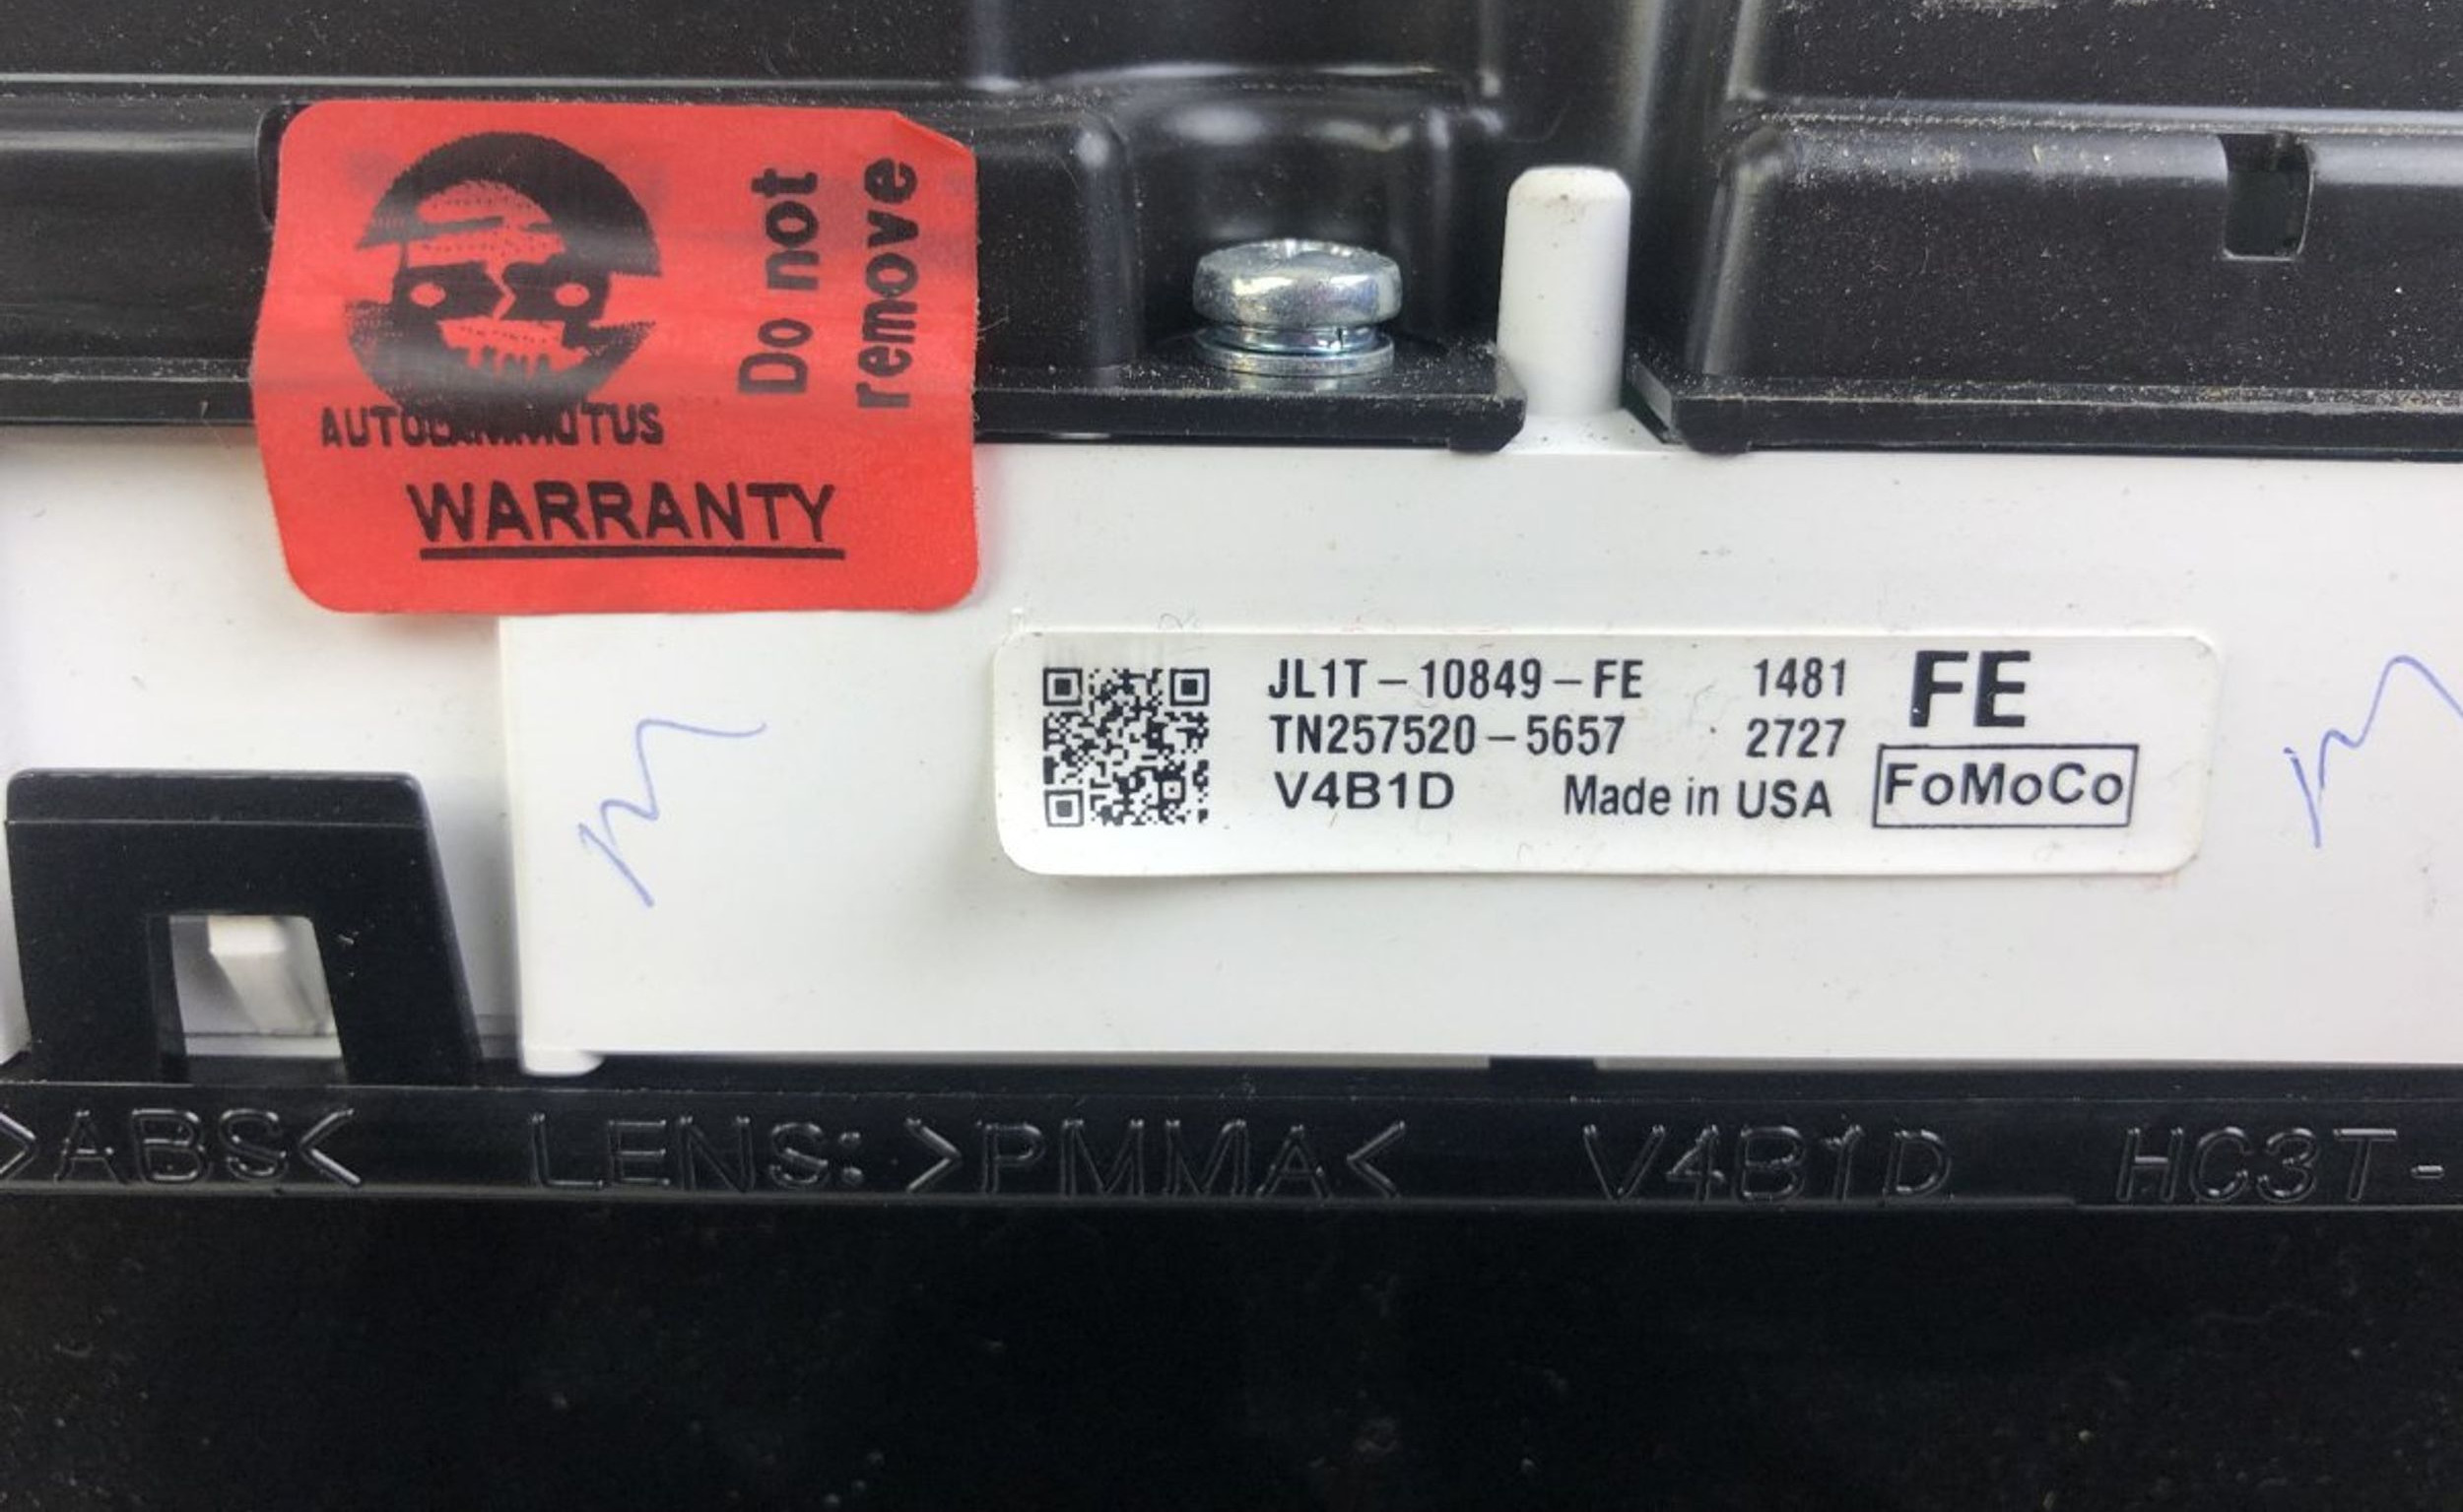 Do not
remove
WARRANTY
JL1T-10849-FE 1481 FE
TN257520-5657 2727
V4B1D Made in USA FoMoCo
>ABS< LENS: >PMMA< V4B1D HC3T-